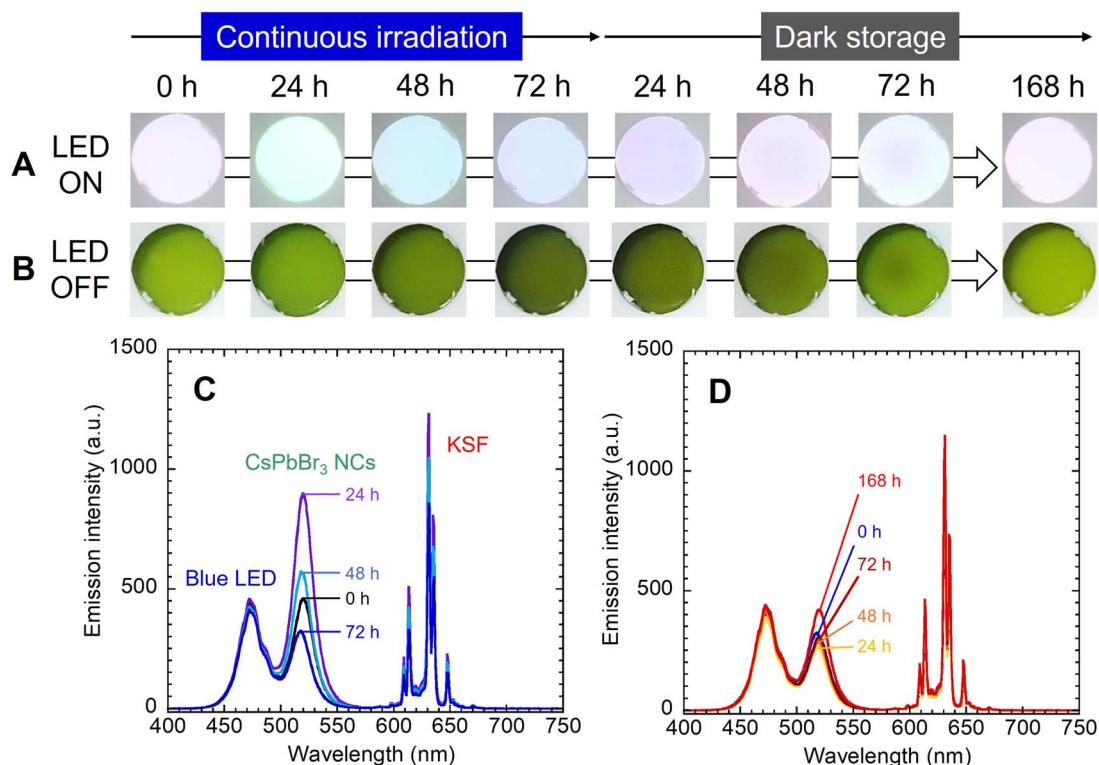 Continuous irradiation
Dark storage
0 h 24 h 48 h 72 h 24 h 48 h 72 h 168 h
A LED ON
B LED OFF
C
1500
1000
500
0
Emission intensity (a.u.)
CsPbBr₃ NCs
KSF
24 h
Blue LED
48 h
0 h
72 h
400 450 500 550 600 650 700 750
Wavelength (nm)
D
1500
1000
500
0
Emission intensity (a.u.)
168 h
0 h
72 h
48 h
24 h
400 450 500 550 600 650 700 750
Wavelength (nm)